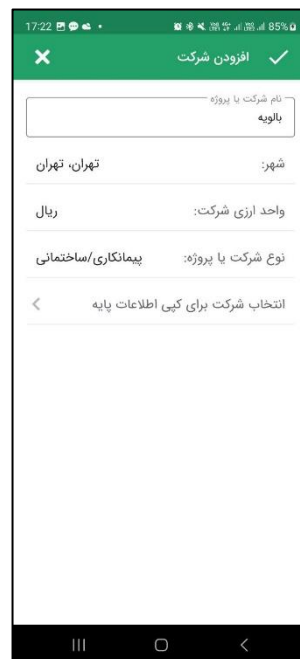 17:22
85%
افزودن شرکت
نام شرکت یا پروژه
بالویه
شهر: تهران، تهران
واحد ارزی شرکت: ریال
نوع شرکت یا پروژه: پیمانکاری/ساختمانی
انتخاب شرکت برای کپی اطلاعات پایه